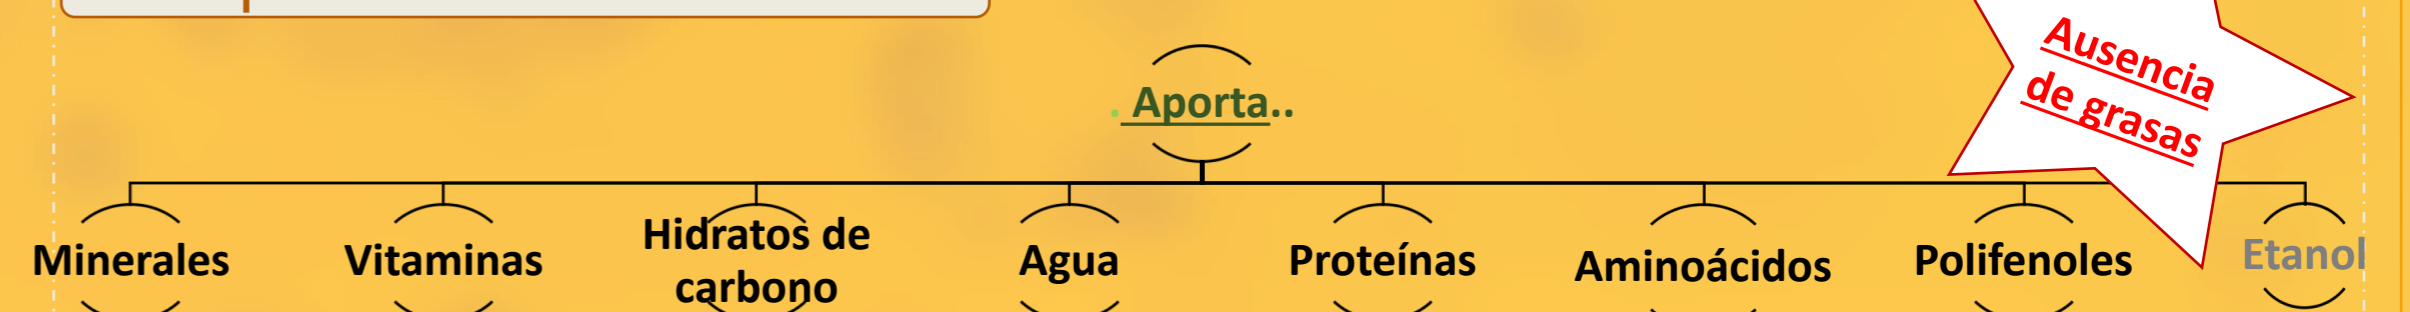 Ausencia
de grasas
. Aporta..
Minerales
Vitaminas
Hidratos de
carbono
Agua
Proteínas
Aminoácidos
Polifenoles
Etanol